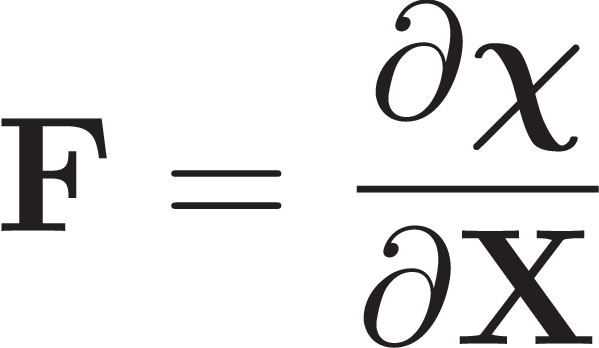 𝐅 = ∂𝛘/∂𝐗